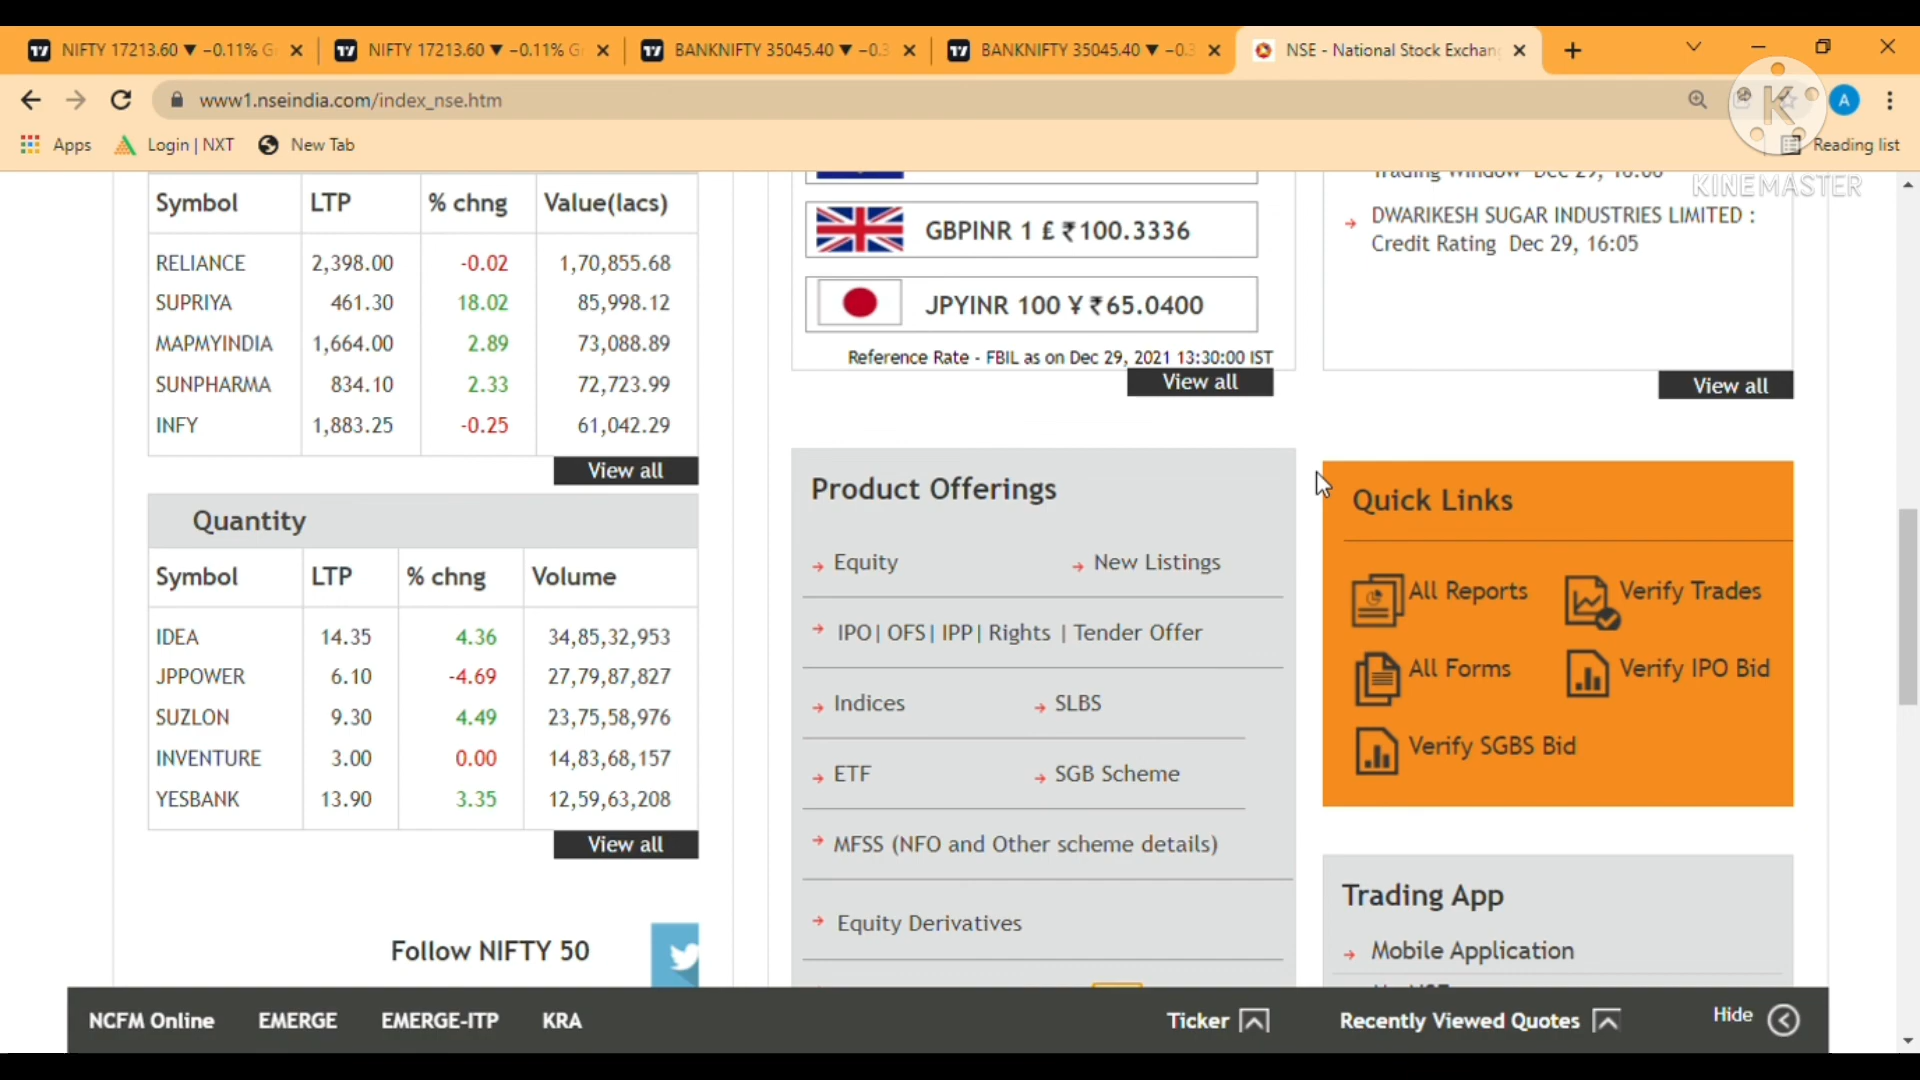 NIFTY 17213.60 ▼ −0.11% G
NIFTY 17213.60 ▼ −0.11% G
BANKNIFTY 35045.40 ▼ −0.3
BANKNIFTY 35045.40 ▼ −0.3
NSE - National Stock Exchan
www1.nseindia.com/index_nse.htm
K
A
Apps
Login | NXT
New Tab
Reading list
KINEMASTER
Symbol LTP % chng Value(lacs)
RELIANCE 2,398.00 -0.02 1,70,855.68
SUPRIYA 461.30 18.02 85,998.12
MAPMYINDIA 1,664.00 2.89 73,088.89
SUNPHARMA 834.10 2.33 72,723.99
INFY 1,883.25 -0.25 61,042.29
View all
Quantity
Symbol LTP % chng Volume
IDEA 14.35 4.36 34,85,32,953
JPPOWER 6.10 -4.69 27,79,87,827
SUZLON 9.30 4.49 23,75,58,976
INVENTURE 3.00 0.00 14,83,68,157
YESBANK 13.90 3.35 12,59,63,208
View all
Follow NIFTY 50
GBPINR 1 £ ₹100.3336
JPYINR 100 ¥ ₹65.0400
Reference Rate - FBIL as on Dec 29, 2021 13:30:00 IST
View all
Product Offerings
Equity
New Listings
IPO| OFS| IPP| Rights | Tender Offer
Indices
SLBS
ETF
SGB Scheme
MFSS (NFO and Other scheme details)
Equity Derivatives
Trading Window Dec 29, 16:06
DWARIKESH SUGAR INDUSTRIES LIMITED :
Credit Rating Dec 29, 16:05
View all
Quick Links
All Reports
Verify Trades
All Forms
Verify IPO Bid
Verify SGBS Bid
Trading App
Mobile Application
NCFM Online
EMERGE
EMERGE-ITP
KRA
Ticker
Recently Viewed Quotes
Hide